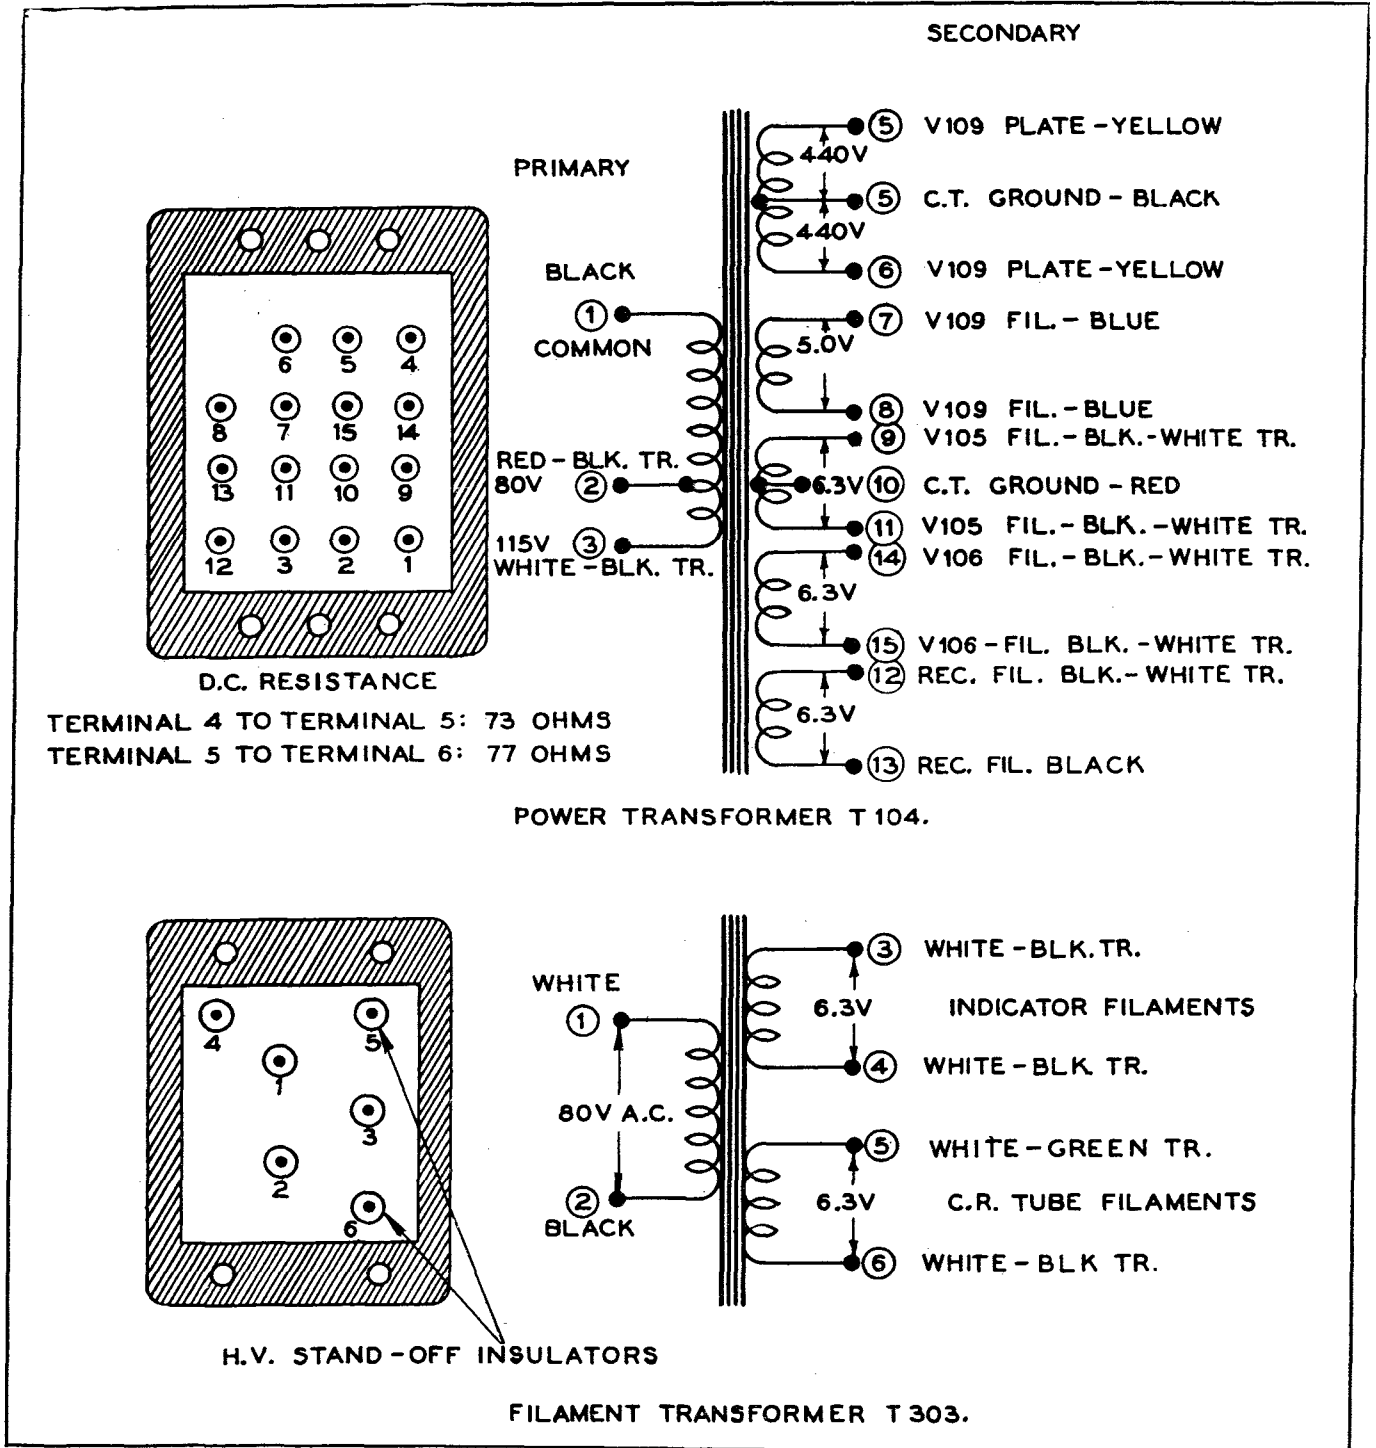 SECONDARY
PRIMARY
5 V109 PLATE-YELLOW
440V
5 C.T. GROUND-BLACK
440V
6 V109 PLATE-YELLOW
BLACK
1
COMMON
RED-BLK. TR.
80V 2
115V 3
WHITE-BLK. TR.
7 V109 FIL.-BLUE
5.0V
8 V109 FIL.-BLUE
9 V105 FIL.-BLK.-WHITE TR.
6.3V 10 C.T. GROUND-RED
11 V105 FIL.-BLK.-WHITE TR.
14 V106 FIL.-BLK.-WHITE TR.
6.3V
15 V106-FIL. BLK.-WHITE TR.
12 REC. FIL. BLK.-WHITE TR.
6.3V
13 REC. FIL. BLACK
6 5 4
8 7 15 14
13 11 10 9
12 3 2 1
D.C. RESISTANCE
TERMINAL 4 TO TERMINAL 5: 73 OHMS
TERMINAL 5 TO TERMINAL 6: 77 OHMS
POWER TRANSFORMER T104.
4 5
1
3
2
6
H.V. STAND-OFF INSULATORS
WHITE
1
80V A.C.
2
BLACK
3 WHITE-BLK.TR.
6.3V INDICATOR FILAMENTS
4 WHITE-BLK. TR.
5 WHITE-GREEN TR.
6.3V C.R. TUBE FILAMENTS
6 WHITE-BLK TR.
FILAMENT TRANSFORMER T303.